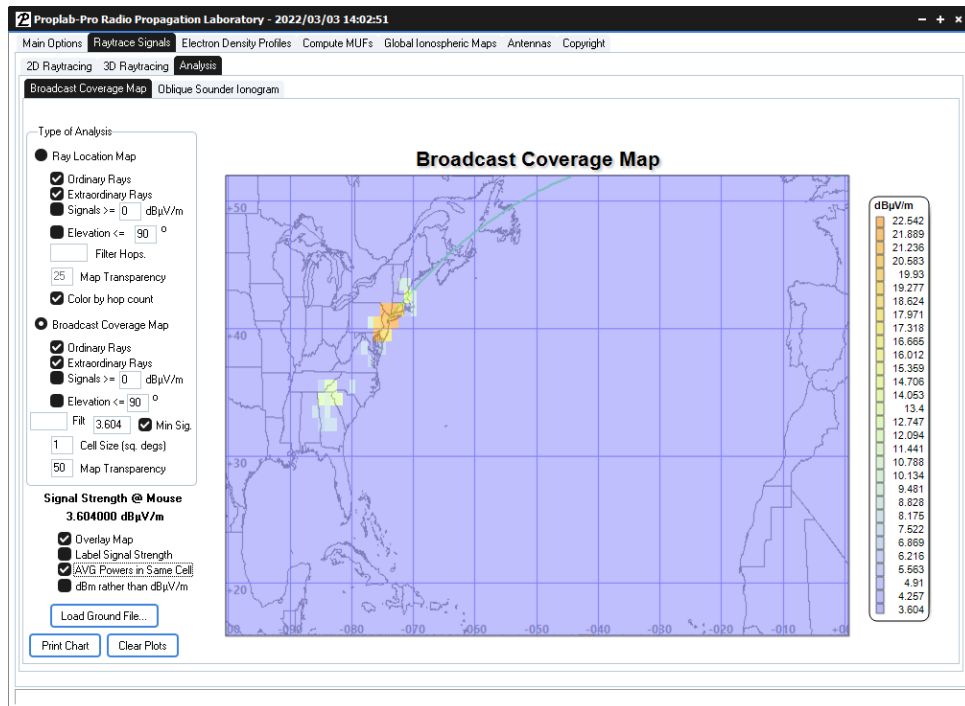 Proplab-Pro Radio Propagation Laboratory - 2022/03/03 14:02:51
Main Options Raytrace Signals Electron Density Profiles Compute MUFs Global Ionospheric Maps Antennas Copyright
2D Raytracing 3D Raytracing Analysis
Broadcast Coverage Map Oblique Sounder Ionogram
Type of Analysis
Ray Location Map
Ordinary Rays
Extraordinary Rays
Signals >= 0 dBµV/m
Elevation <= 90 o
Filter Hops.
25 Map Transparency
Color by hop count
Broadcast Coverage Map
Ordinary Rays
Extraordinary Rays
Signals >= 0 dBµV/m
Elevation <= 90 o
Filt 3.604 Min Sig.
1 Cell Size (sq. degs)
50 Map Transparency
Signal Strength @ Mouse
3.604000 dBµV/m
Overlay Map
Label Signal Strength
AVG Powers in Same Cell
dBm rather than dBµV/m
Load Ground File...
Print Chart Clear Plots
Broadcast Coverage Map
+50
+40
+30
+20
00 -090 -080 -070 -060 -050 -040 -030 -020 -010 +00
dBµV/m
22.542
21.889
21.236
20.583
19.93
19.277
18.624
17.971
17.318
16.665
16.012
15.359
14.706
14.053
13.4
12.747
12.094
11.441
10.788
10.134
9.481
8.828
8.175
7.522
6.869
6.216
5.563
4.91
4.257
3.604